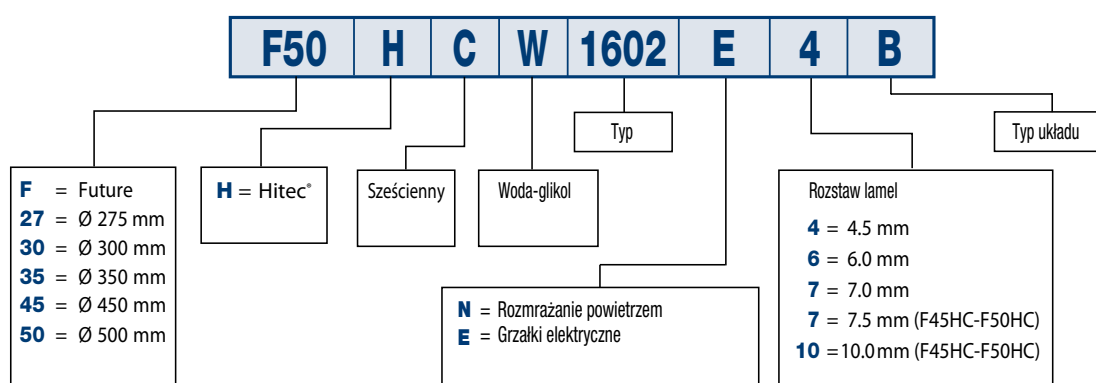 F50 H C W 1602 E 4 B
Typ
Typ układu
F = Future
27 = Ø 275 mm
30 = Ø 300 mm
35 = Ø 350 mm
45 = Ø 450 mm
50 = Ø 500 mm
H = Hitec®
Sześcienny
Woda-glikol
N = Rozmrażanie powietrzem
E = Grzałki elektryczne
Rozstaw lamel
4 = 4.5 mm
6 = 6.0 mm
7 = 7.0 mm
7 = 7.5 mm (F45HC-F50HC)
10 =10.0mm (F45HC-F50HC)